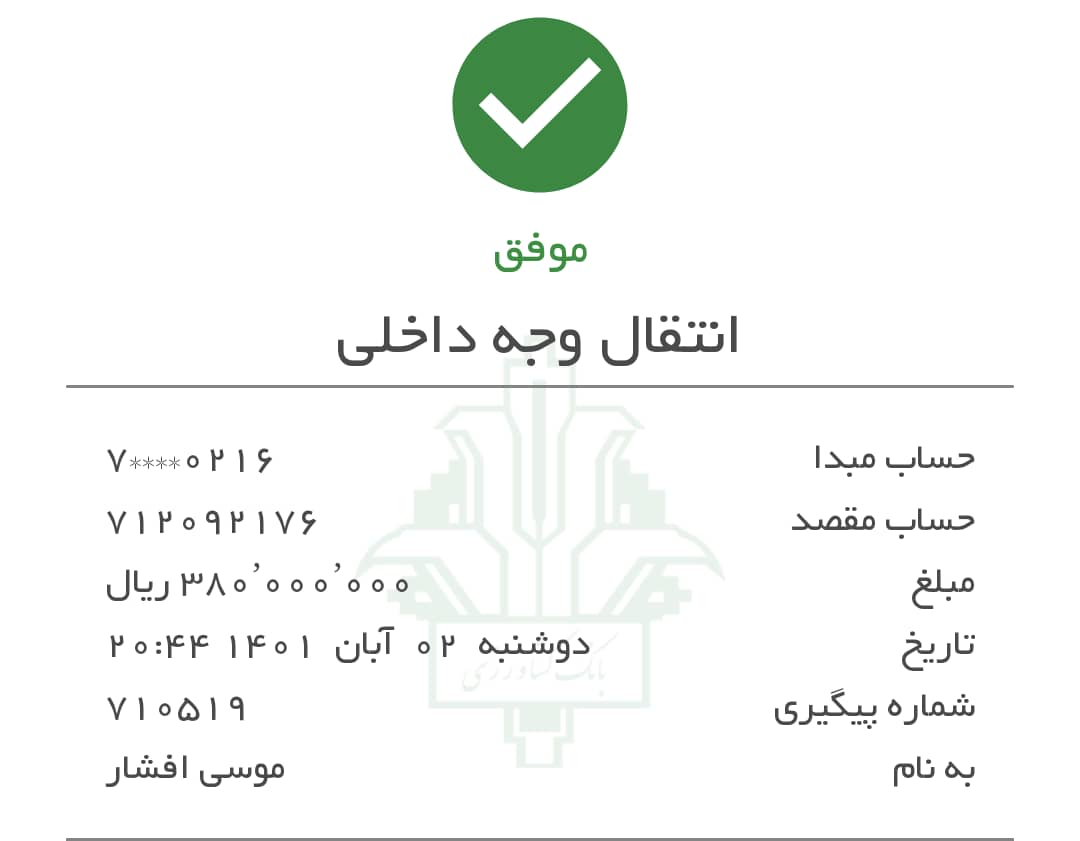 موفق
انتقال وجه داخلی
حساب مبدا ۷****۰۲۱۶
حساب مقصد ۷۱۲۰۹۲۱۷۶
مبلغ ۳۸۰٬۰۰۰٬۰۰۰ ریال
تاریخ دوشنبه ۰۲ آبان ۱۴۰۱ ۲۰:۴۴
شماره پیگیری ۷۱۰۵۱۹
به نام موسی افشار
بانک کشاورزی